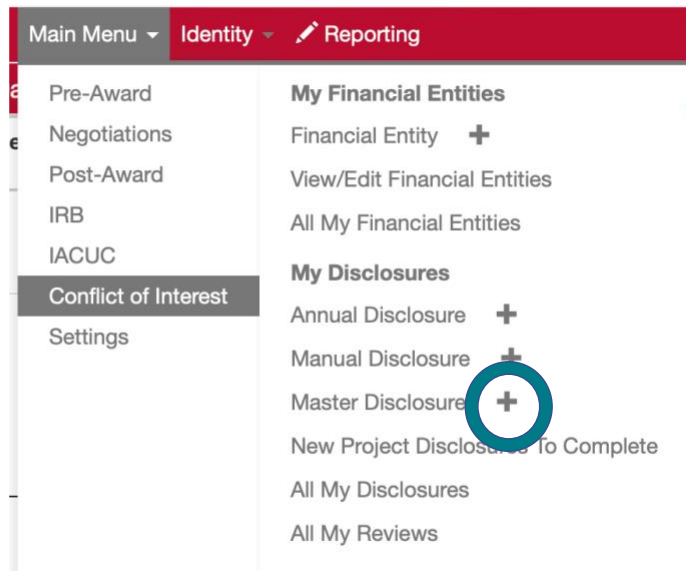 Main Menu Identity Reporting
Pre-Award
Negotiations
Post-Award
IRB
IACUC
Conflict of Interest
Settings
My Financial Entities
Financial Entity +
View/Edit Financial Entities
All My Financial Entities
My Disclosures
Annual Disclosure +
Manual Disclosure +
Master Disclosure +
New Project Disclosures To Complete
All My Disclosures
All My Reviews